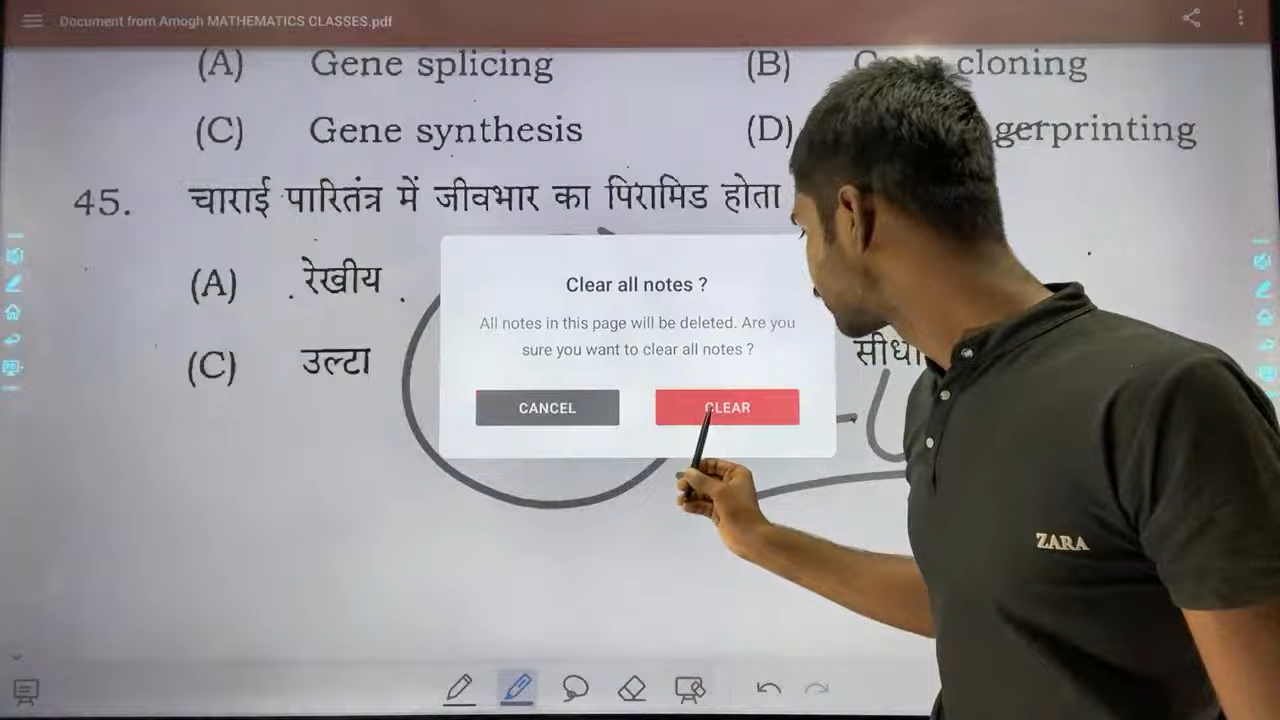 Document from Amogh MATHEMATICS CLASSES.pdf
(A) Gene splicing (B) cloning
(C) Gene synthesis (D) gerprinting
45. चाराई पारितंत्र में जीवभार का पिरामिड होता
(A) रेखीय
(C) उल्टा सीधा
Clear all notes ?
All notes in this page will be deleted. Are you
sure you want to clear all notes ?
CANCEL CLEAR
ZARA